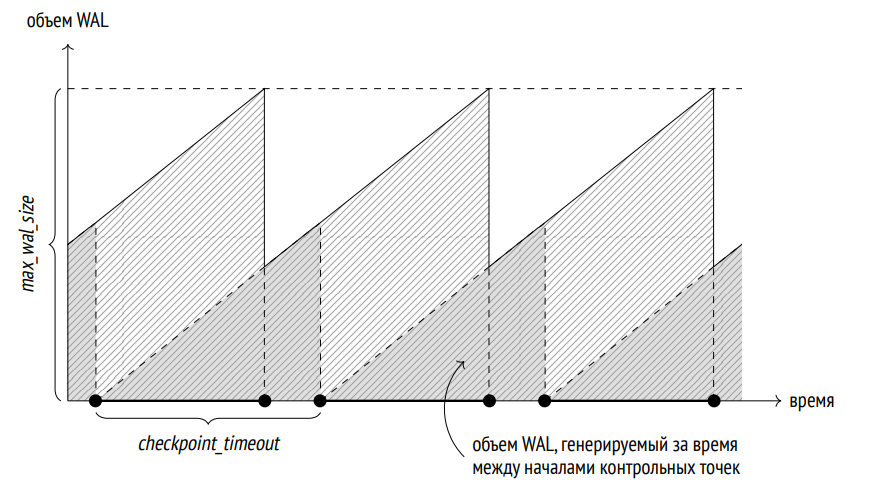 объем WAL
max_wal_size
время
checkpoint_timeout
объем WAL, генерируемый за время
между началами контрольных точек